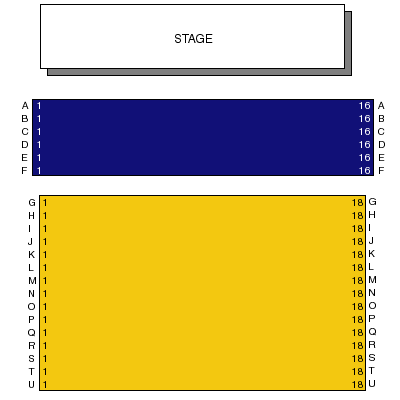 STAGE
A 1 16 A
B 1 16 B
C 1 16 C
D 1 16 D
E 1 16 E
F 1 16 F
G 1 18 G
H 1 18 H
I 1 18 I
J 1 18 J
K 1 18 K
L 1 18 L
M 1 18 M
N 1 18 N
O 1 18 O
P 1 18 P
Q 1 18 Q
R 1 18 R
S 1 18 S
T 1 18 T
U 1 18 U